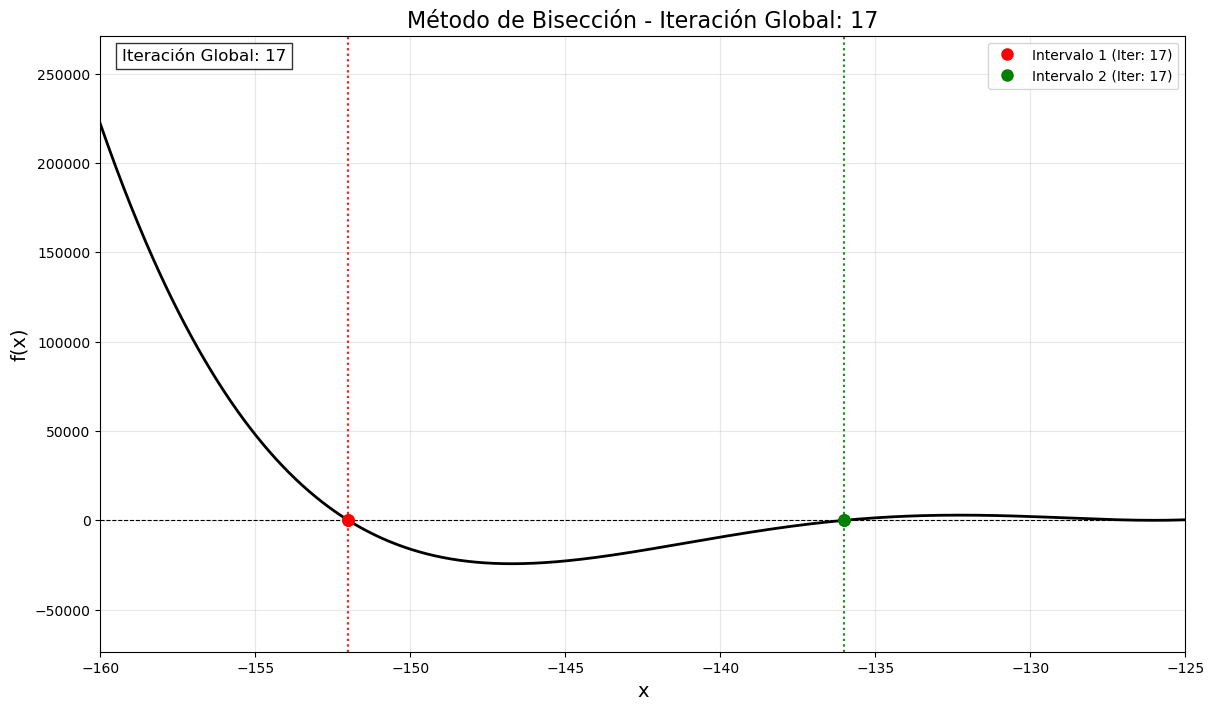 Método de Bisección - Iteración Global: 17
Iteración Global: 17
Intervalo 1 (Iter: 17)
Intervalo 2 (Iter: 17)
250000
200000
150000
100000
50000
0
−50000
f(x)
−160
−155
−150
−145
−140
−135
−130
−125
x